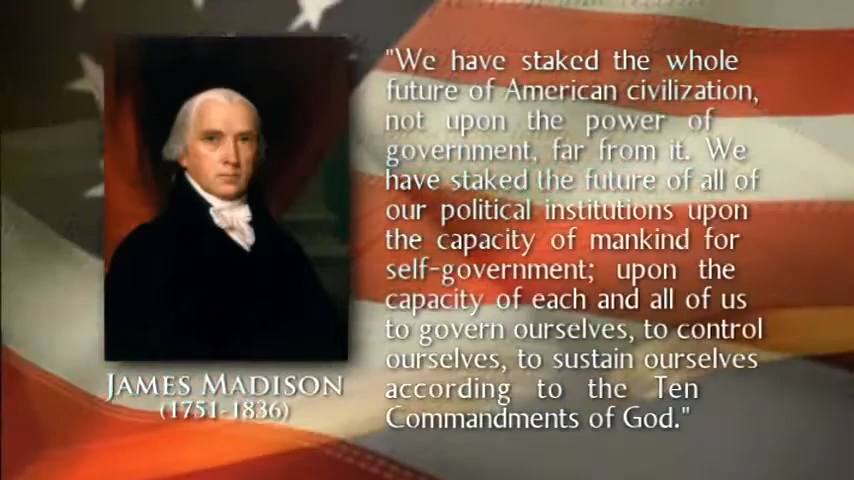 "We have staked the whole
future of American civilization,
not upon the power of
government, far from it. We
have staked the future of all of
our political institutions upon
the capacity of mankind for
self-government; upon the
capacity of each and all of us
to govern ourselves, to control
ourselves, to sustain ourselves
according to the Ten
Commandments of God."
JAMES MADISON
(1751-1836)